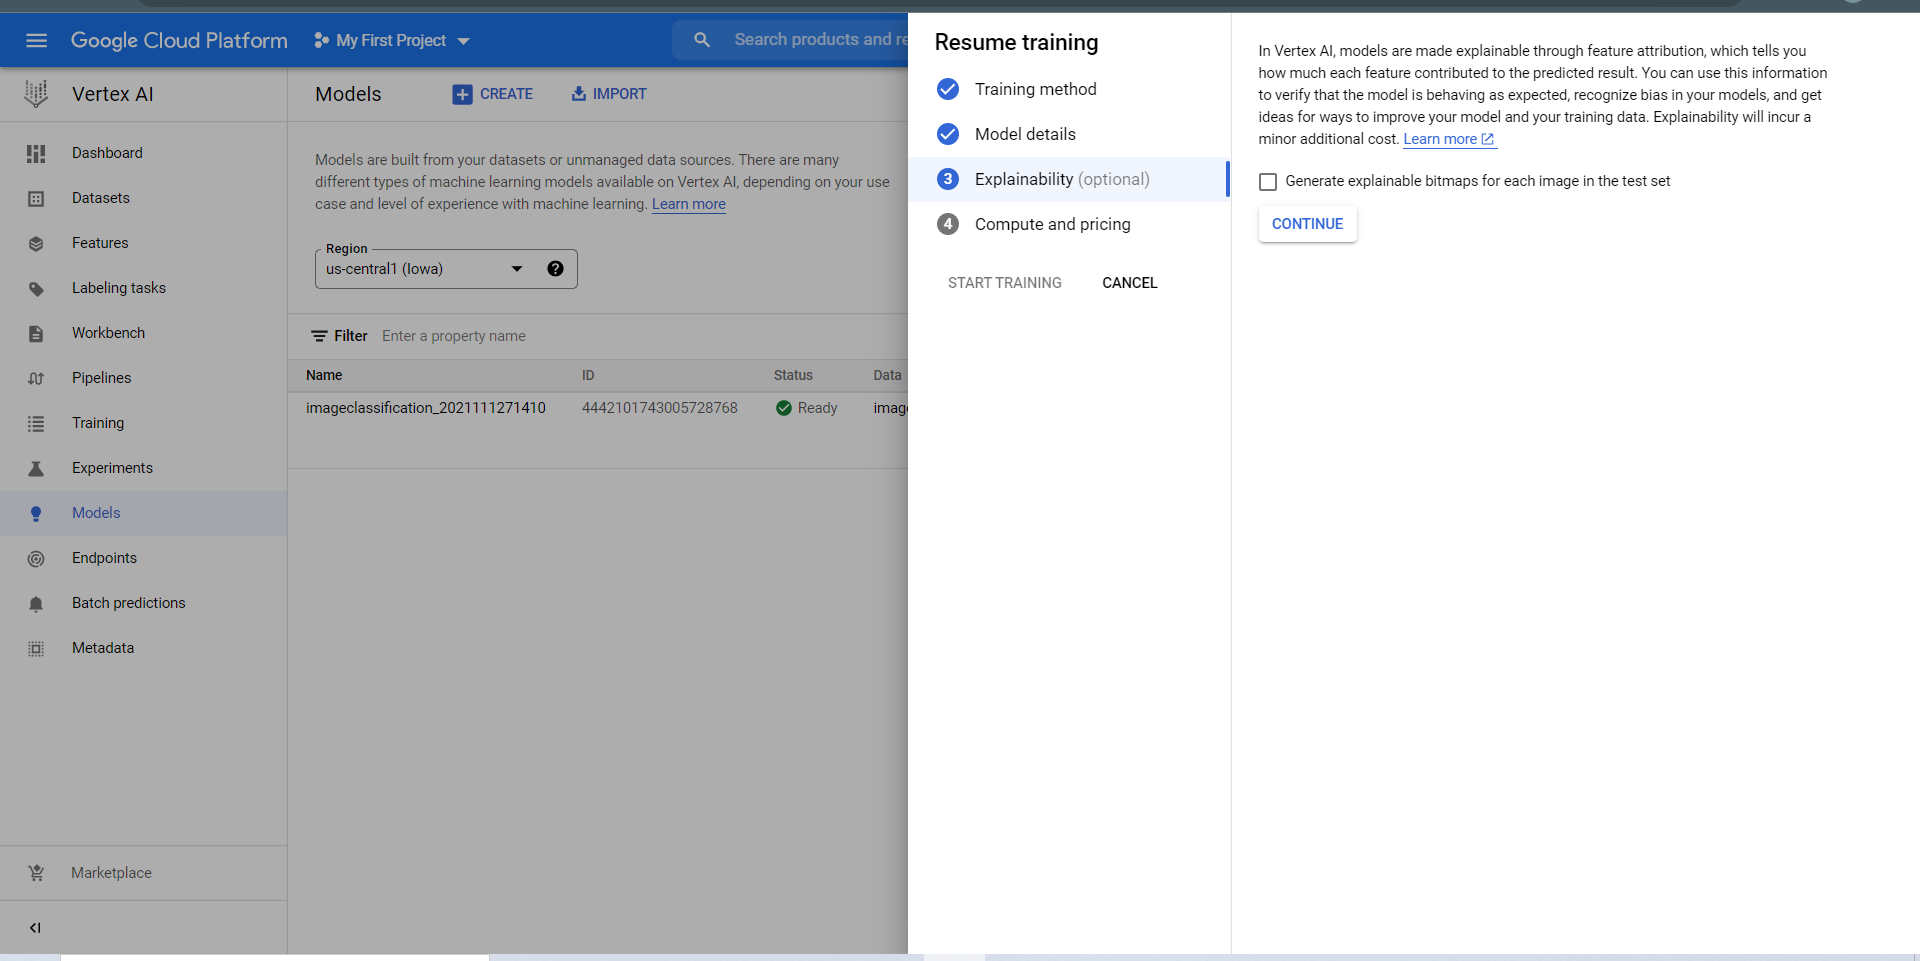 Google Cloud Platform
My First Project
Search products and re
Vertex AI
Dashboard
Datasets
Features
Labeling tasks
Workbench
Pipelines
Training
Experiments
Models
Endpoints
Batch predictions
Metadata
Marketplace
Models
CREATE
IMPORT
Models are built from your datasets or unmanaged data sources. There are many
different types of machine learning models available on Vertex AI, depending on your use
case and level of experience with machine learning. Learn more
Region
us-central1 (Iowa)
Filter Enter a property name
Name ID Status Data
imageclassification_2021111271410 4442101743005728768 Ready imag
Resume training
Training method
Model details
3 Explainability (optional)
4 Compute and pricing
START TRAINING CANCEL
In Vertex AI, models are made explainable through feature attribution, which tells you
how much each feature contributed to the predicted result. You can use this information
to verify that the model is behaving as expected, recognize bias in your models, and get
ideas for ways to improve your model and your training data. Explainability will incur a
minor additional cost. Learn more
Generate explainable bitmaps for each image in the test set
CONTINUE